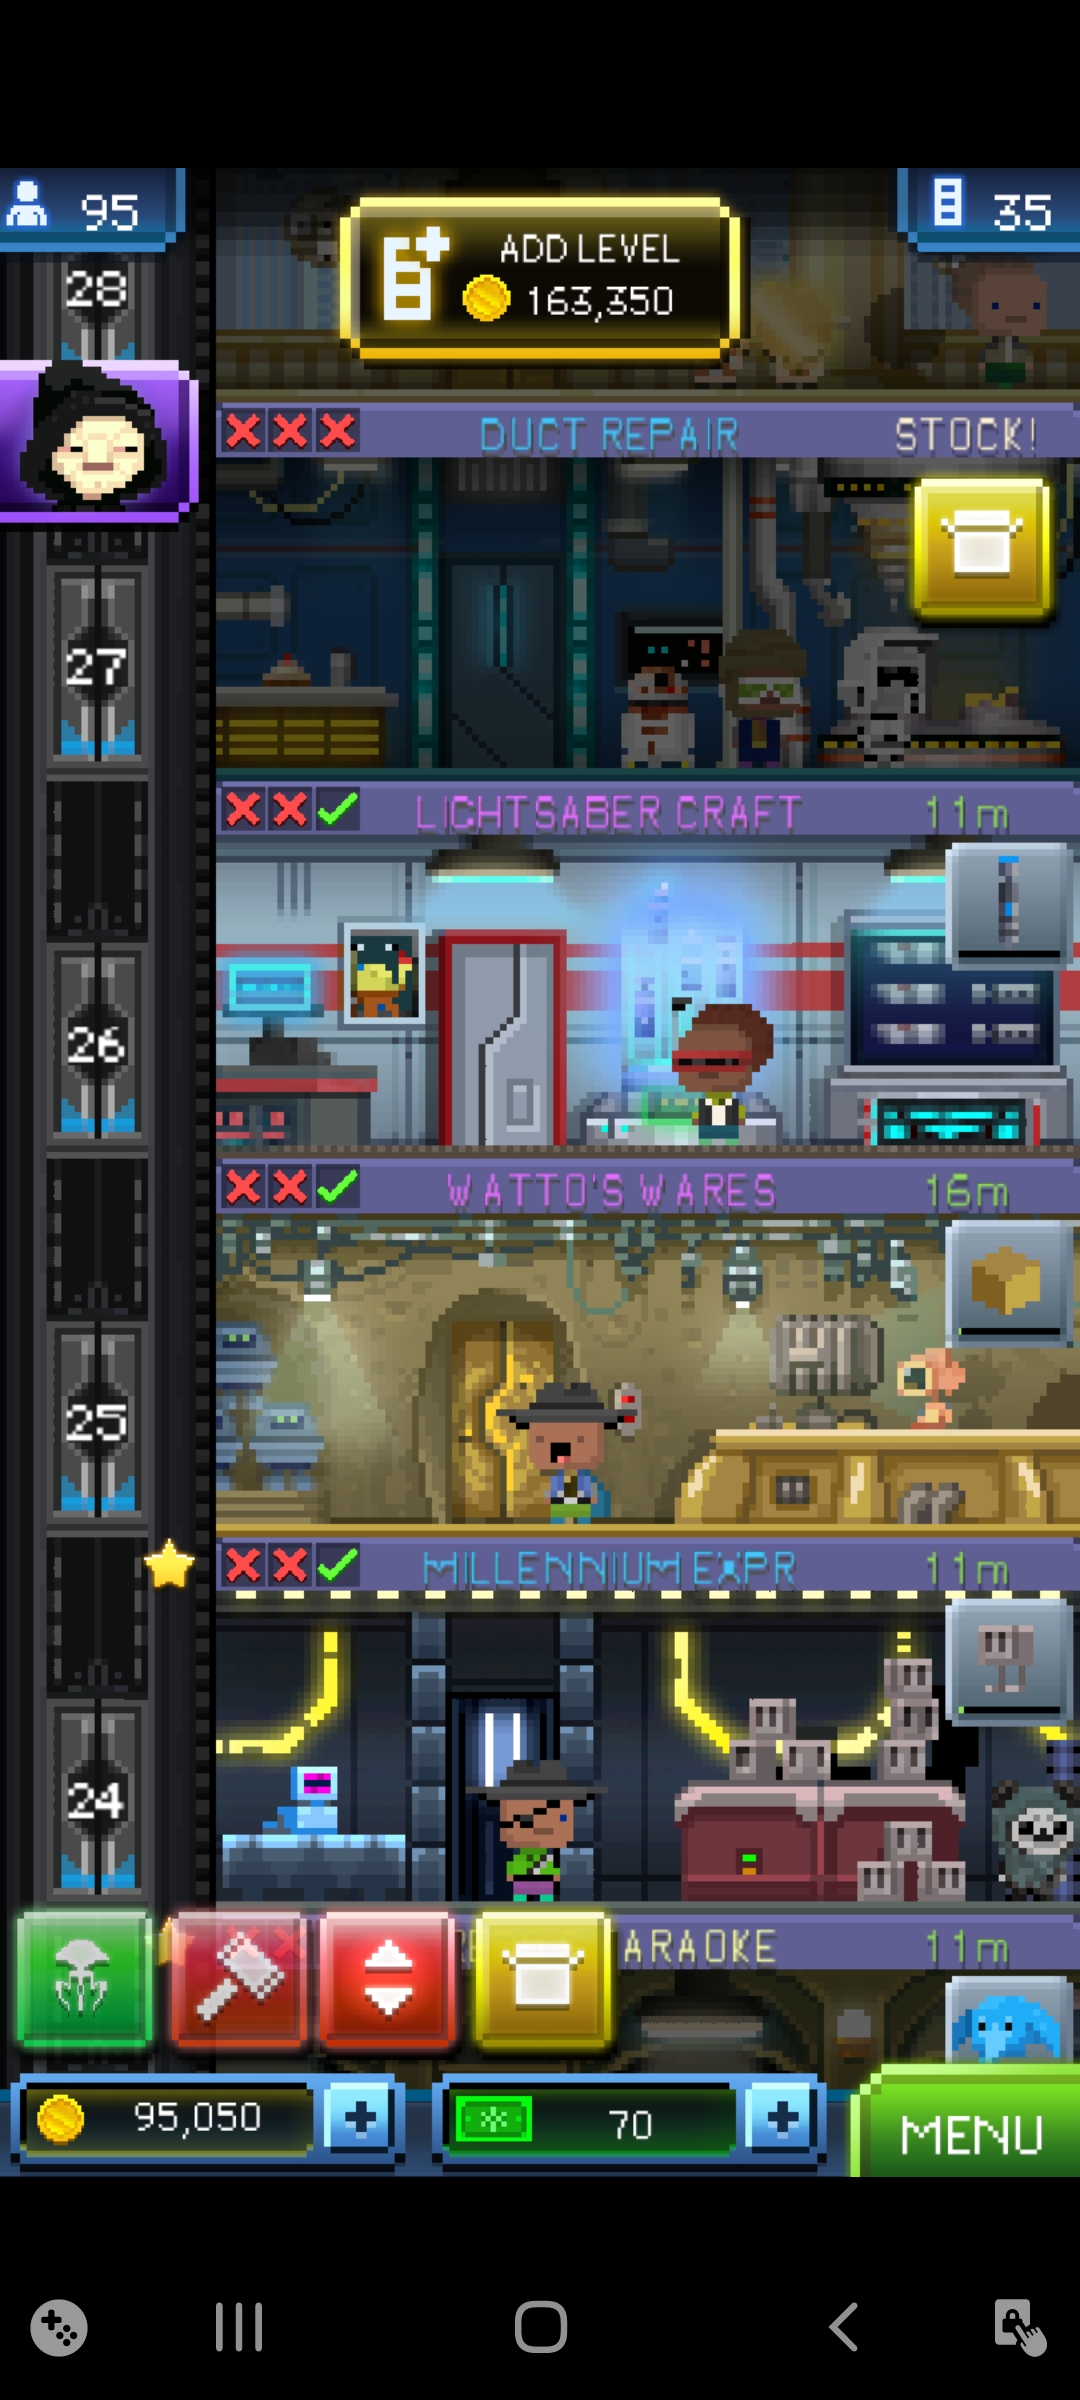 95
ADD LEVEL
163,350
35
28
DUCT REPAIR
STOCK!
27
LIGHTSABER CRAFT
11m
26
WATTO'S WARES
16m
25
MILLENNIUM EXPR
11m
24
ARAOKE
11m
95,050
70
MENU